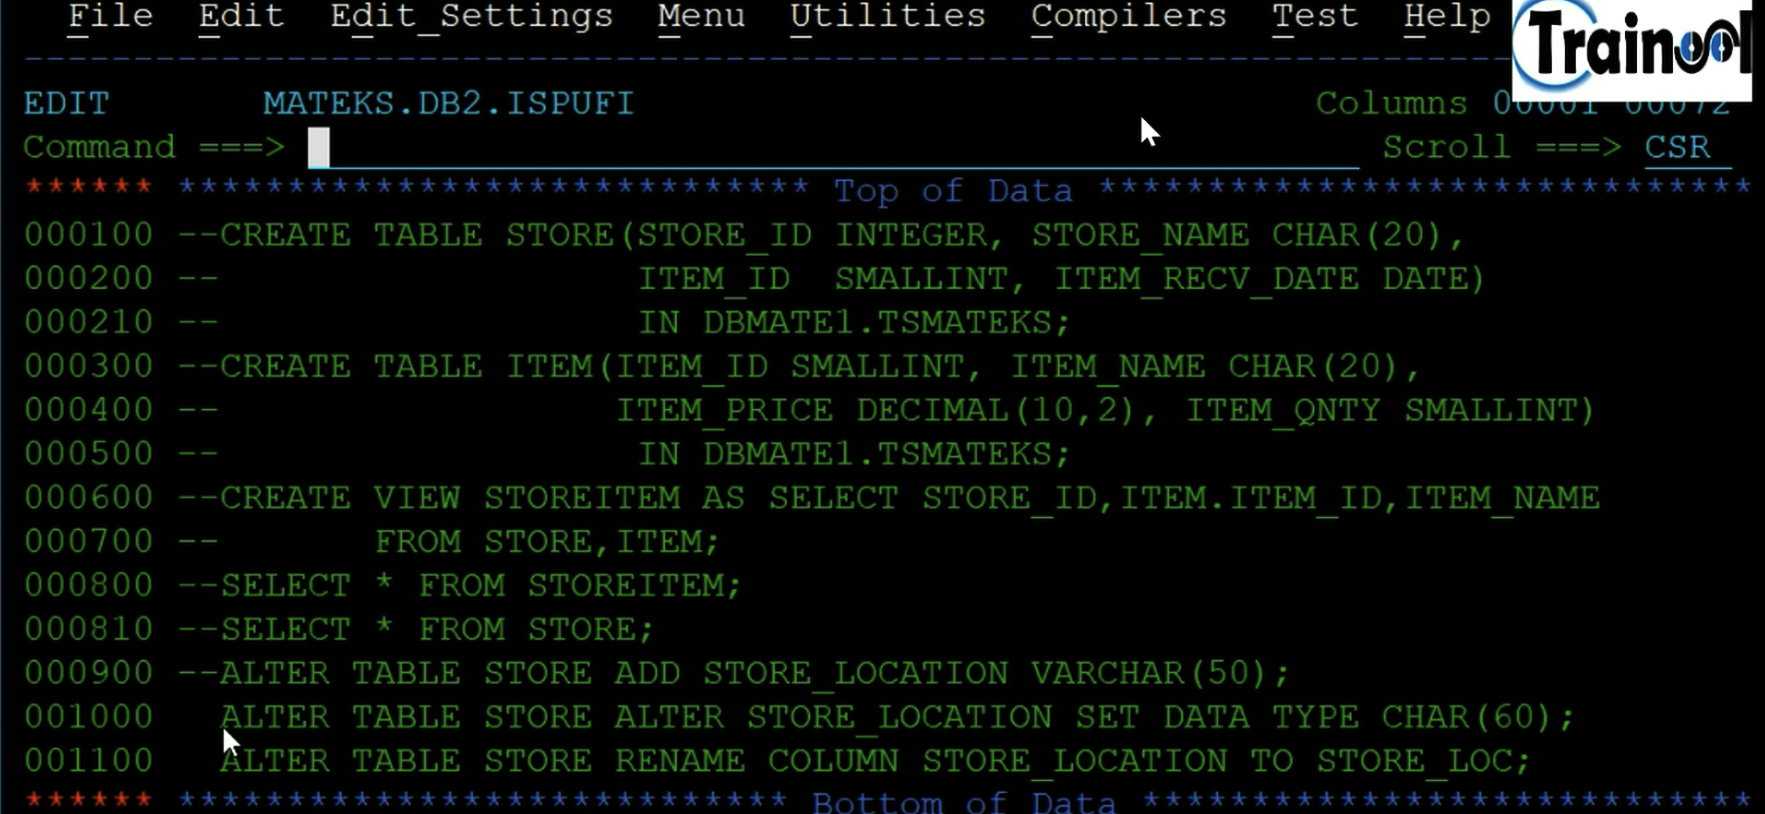 File Edit Edit_Settings Menu Utilities Compilers Test Help
Trainool
EDIT MATEKS.DB2.ISPUFI Columns 00001 00072
Command ===> Scroll ===> CSR
****** ***************************** Top of Data ******************************
000100 --CREATE TABLE STORE(STORE_ID INTEGER, STORE_NAME CHAR(20),
000200 -- ITEM_ID SMALLINT, ITEM_RECV_DATE DATE)
000210 -- IN DBMATE1.TSMATEKS;
000300 --CREATE TABLE ITEM(ITEM_ID SMALLINT, ITEM_NAME CHAR(20),
000400 -- ITEM_PRICE DECIMAL(10,2), ITEM_QNTY SMALLINT)
000500 -- IN DBMATE1.TSMATEKS;
000600 --CREATE VIEW STOREITEM AS SELECT STORE_ID,ITEM.ITEM_ID,ITEM_NAME
000700 -- FROM STORE,ITEM;
000800 --SELECT * FROM STOREITEM;
000810 --SELECT * FROM STORE;
000900 --ALTER TABLE STORE ADD STORE_LOCATION VARCHAR(50);
001000 ALTER TABLE STORE ALTER STORE_LOCATION SET DATA TYPE CHAR(60);
001100 ALTER TABLE STORE RENAME COLUMN STORE_LOCATION TO STORE_LOC;
****** **************************** Bottom of Data ****************************